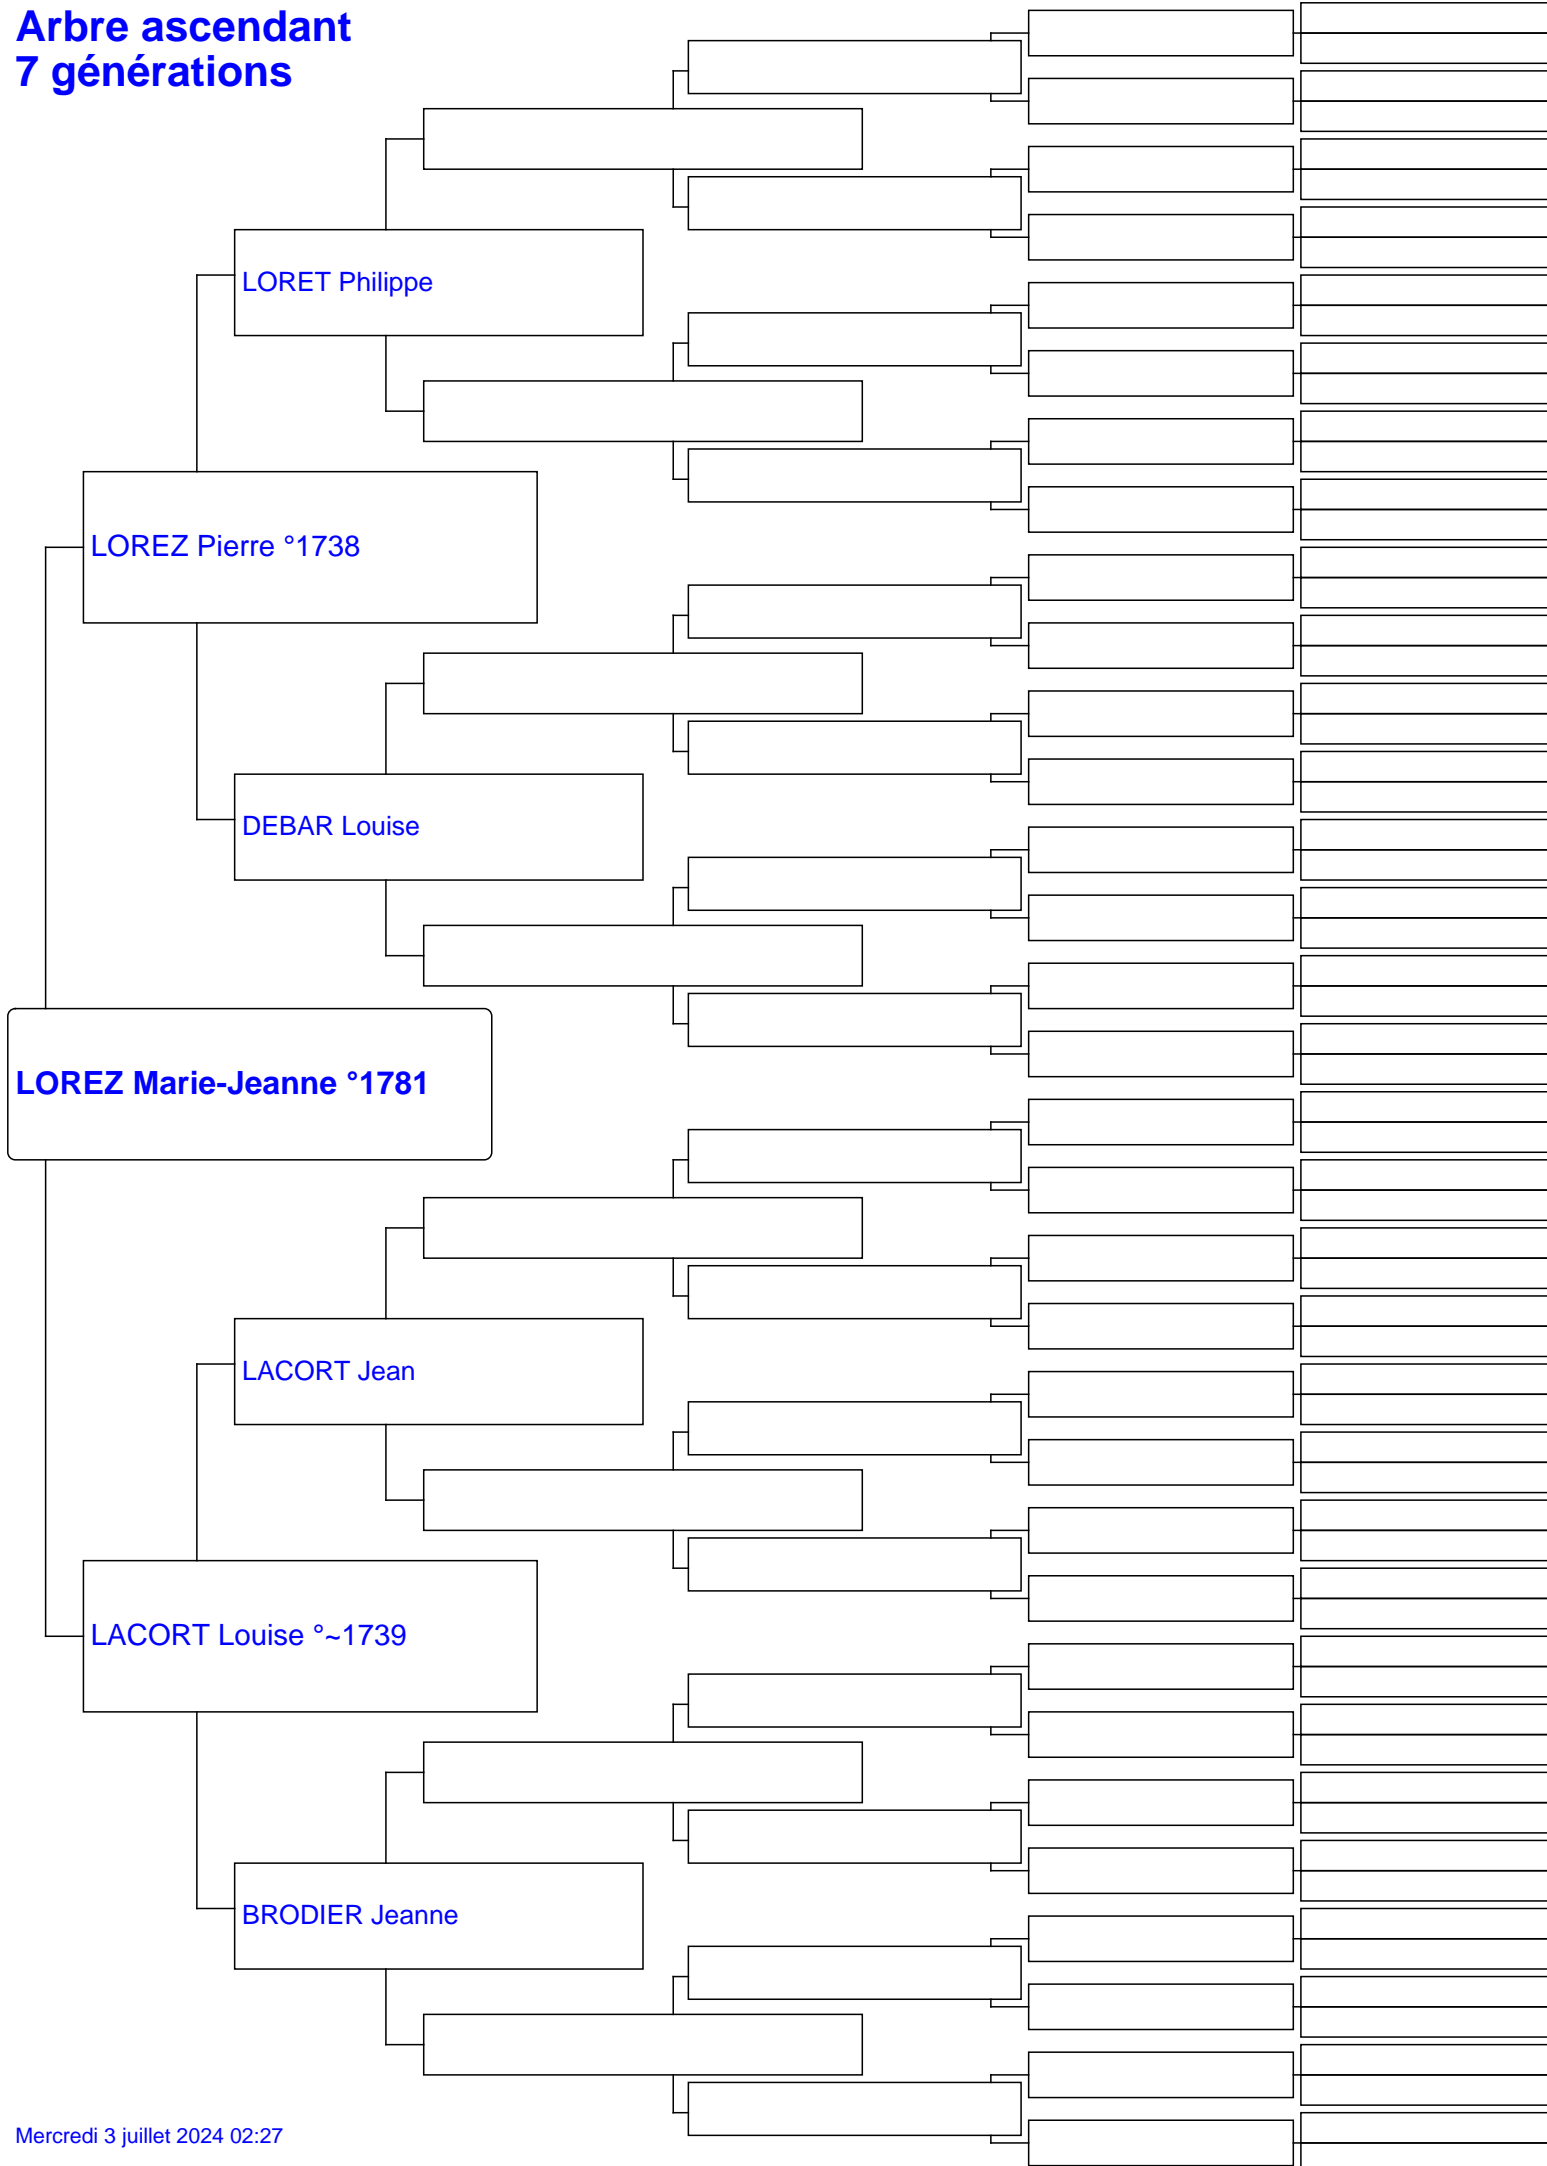 Arbre ascendant
7 générations
LORET Philippe
LOREZ Pierre °1738
DEBAR Louise
LOREZ Marie-Jeanne °1781
LACORT Jean
LACORT Louise °~1739
BRODIER Jeanne
Mercredi 3 juillet 2024 02:27